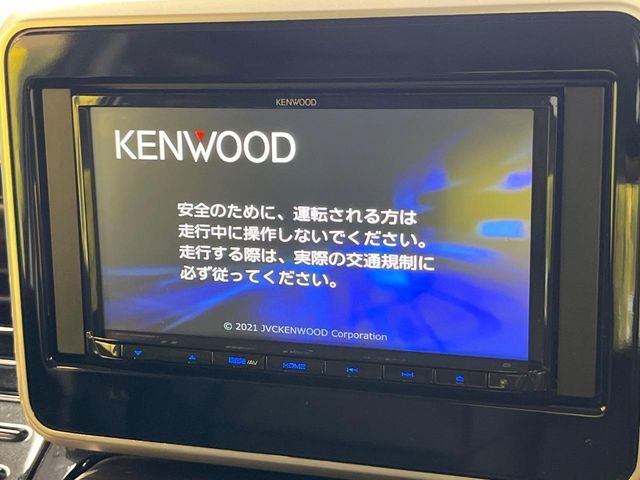 KENWOOD
KENWOOD
安全のために、運転される方は
走行中に操作しないでください。
走行する際は、実際の交通規制に
必ず従ってください。
© 2021 JVCKENWOOD Corporation
HOME